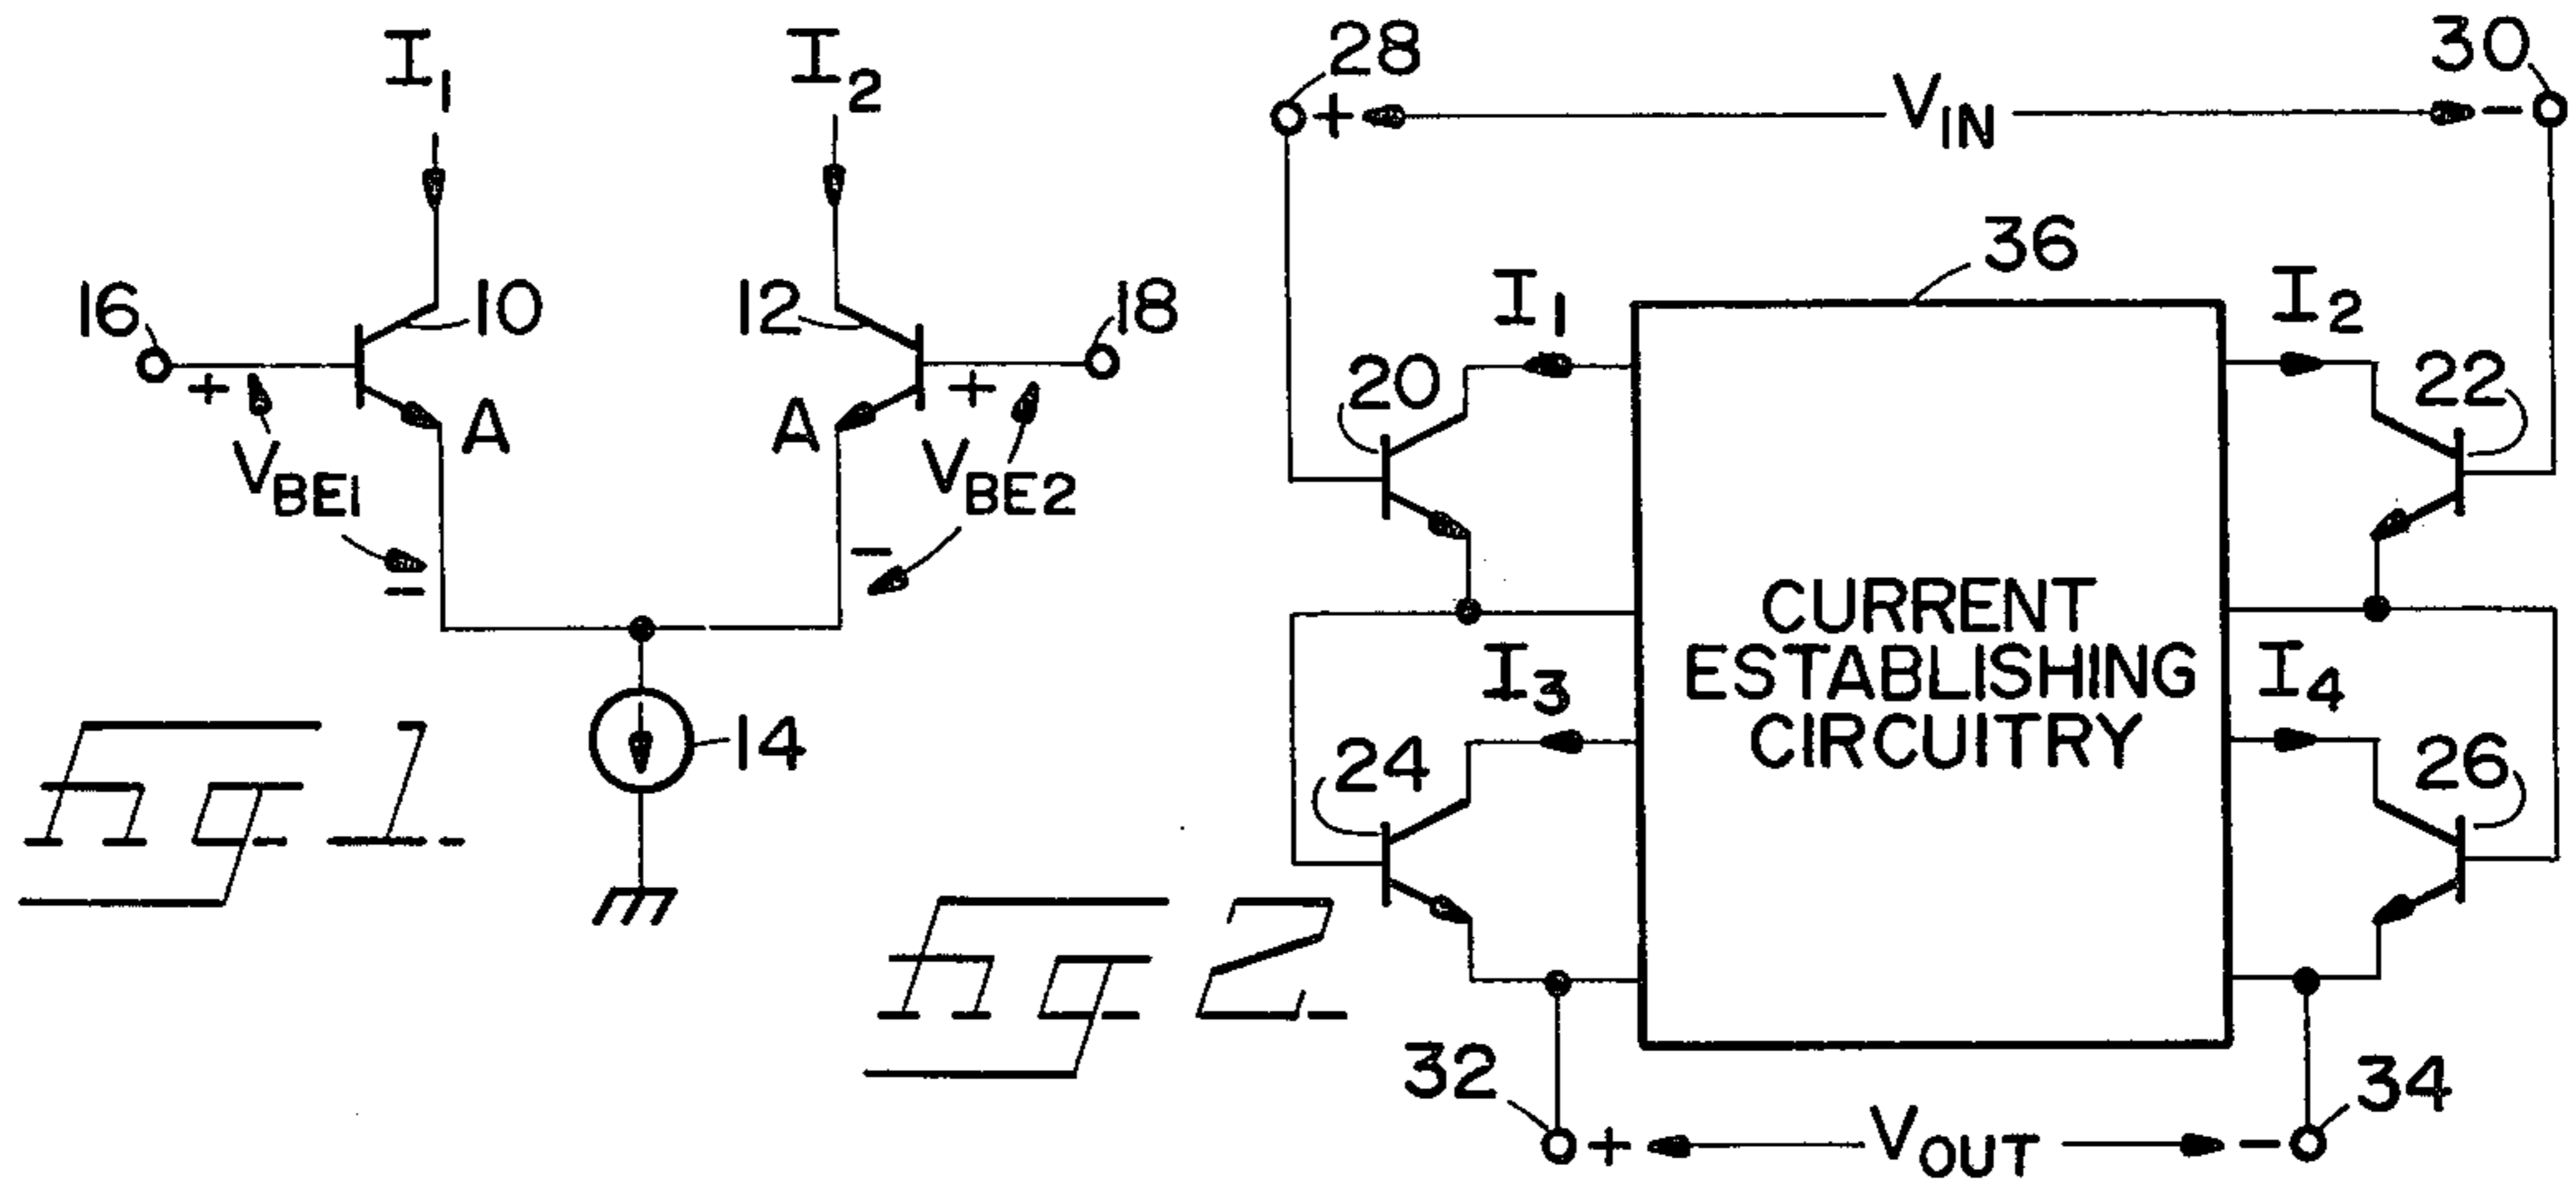 I1
I2
16
10
12
18
+
A
A
+
VBE1
VBE2
-
-
14
Fig-1-
28
30
+
VIN
-
36
I1
I2
20
22
CURRENT
ESTABLISHING
CIRCUITRY
I3
I4
24
26
32
34
+
VOUT
-
Fig-2-